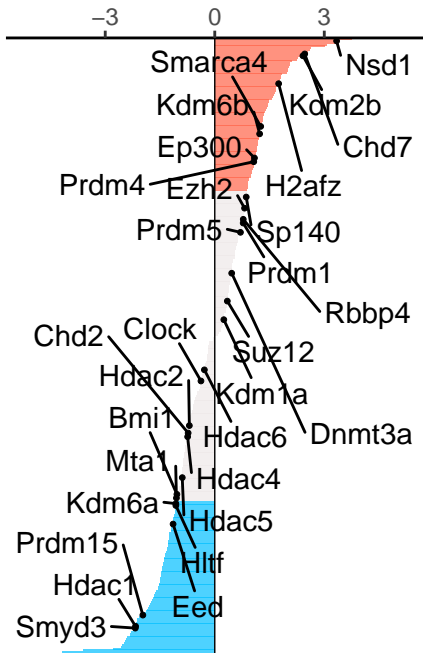 −3 0 3
Smarca4 Nsd1
Kdm6b Kdm2b
Ep300 Chd7
Prdm4 Ezh2 H2afz
Prdm5 Sp140
Prdm1
Rbbp4
Chd2 Clock Suz12
Hdac2 Kdm1a
Bmi1 Hdac6 Dnmt3a
Mta1 Hdac4
Kdm6a Hdac5
Prdm15 Hltf
Hdac1 Eed
Smyd3